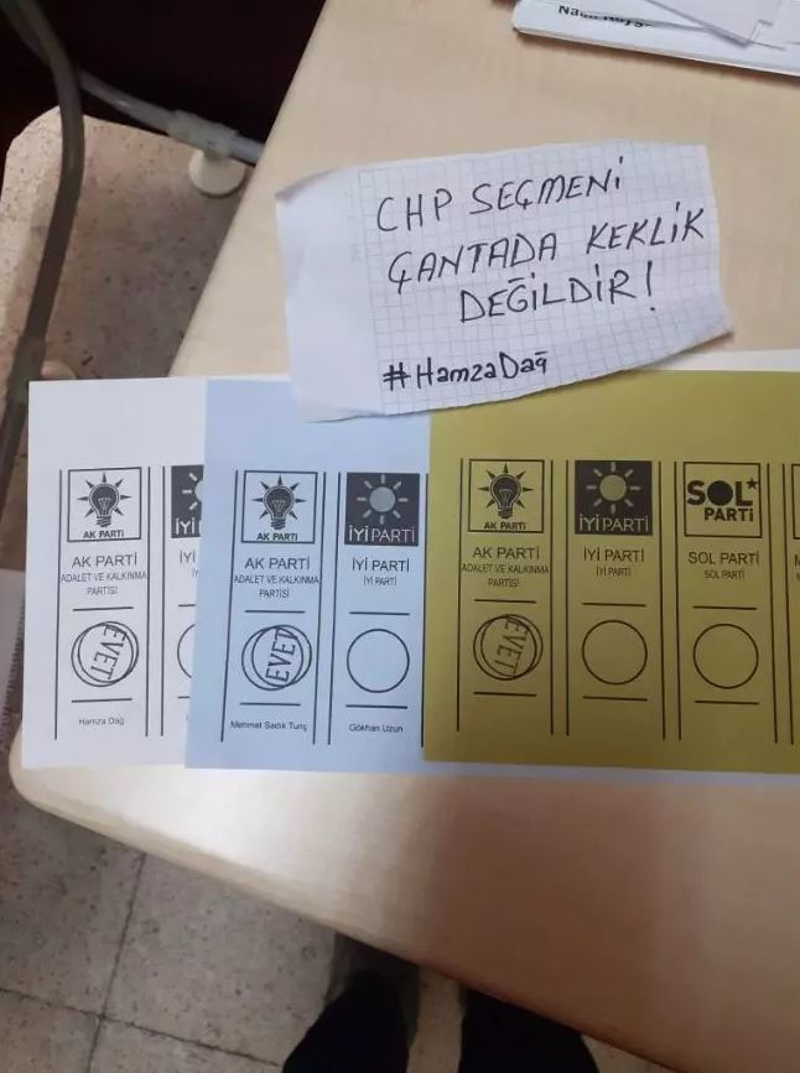 CHP SEÇMENİ
ÇANTADA KEKLİK
DEĞİLDİR!
#HamzaDağ
AK PARTİ
AK PARTİ
ADALET VE KALKINMA
PARTİSİ
EVET
Hamza Dağ
İYİ
İYİ
AK PARTİ
AK PARTİ
ADALET VE KALKINMA
PARTİSİ
EVET
Mehmet Sadık Tunç
İYİ PARTİ
İYİ PARTİ
İYİ PARTİ
Gökhan Uzun
AK PARTİ
AK PARTİ
ADALET VE KALKINMA
PARTİSİ
EVET
İYİ PARTİ
İYİ PARTİ
İYİ PARTİ
SOL
PARTİ
SOL PARTİ
SOL PARTİ